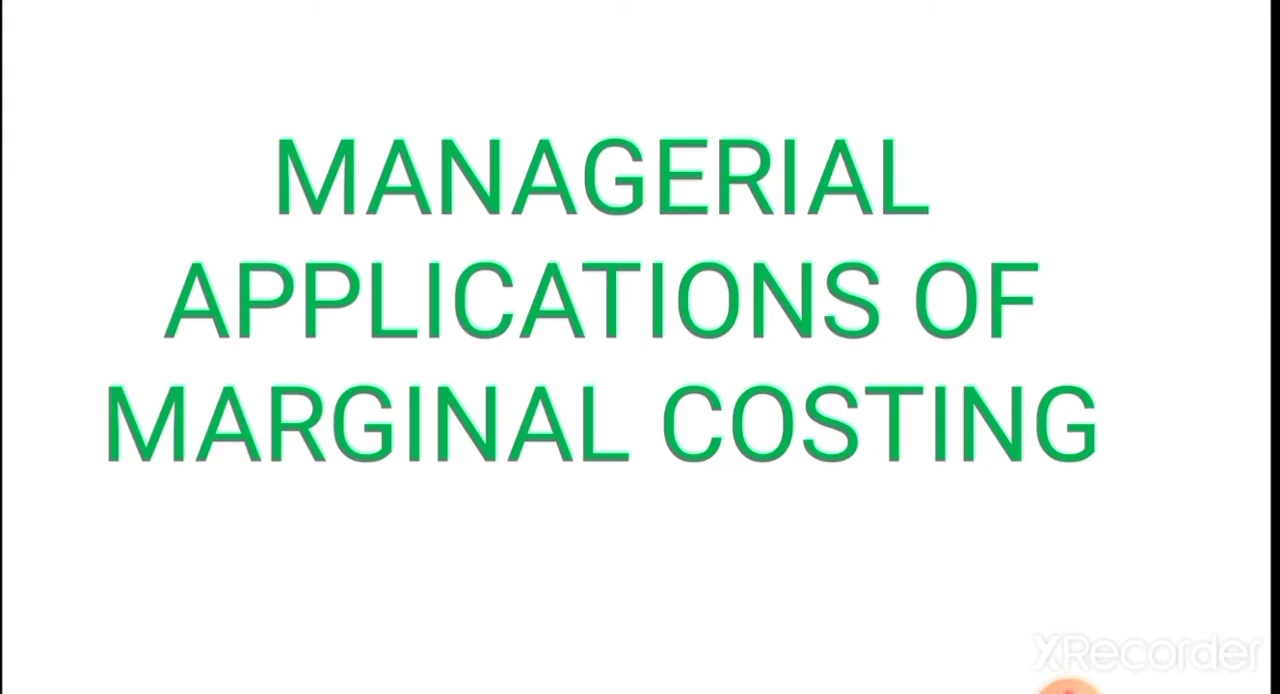 MANAGERIAL
APPLICATIONS OF
MARGINAL COSTING
XRecorder